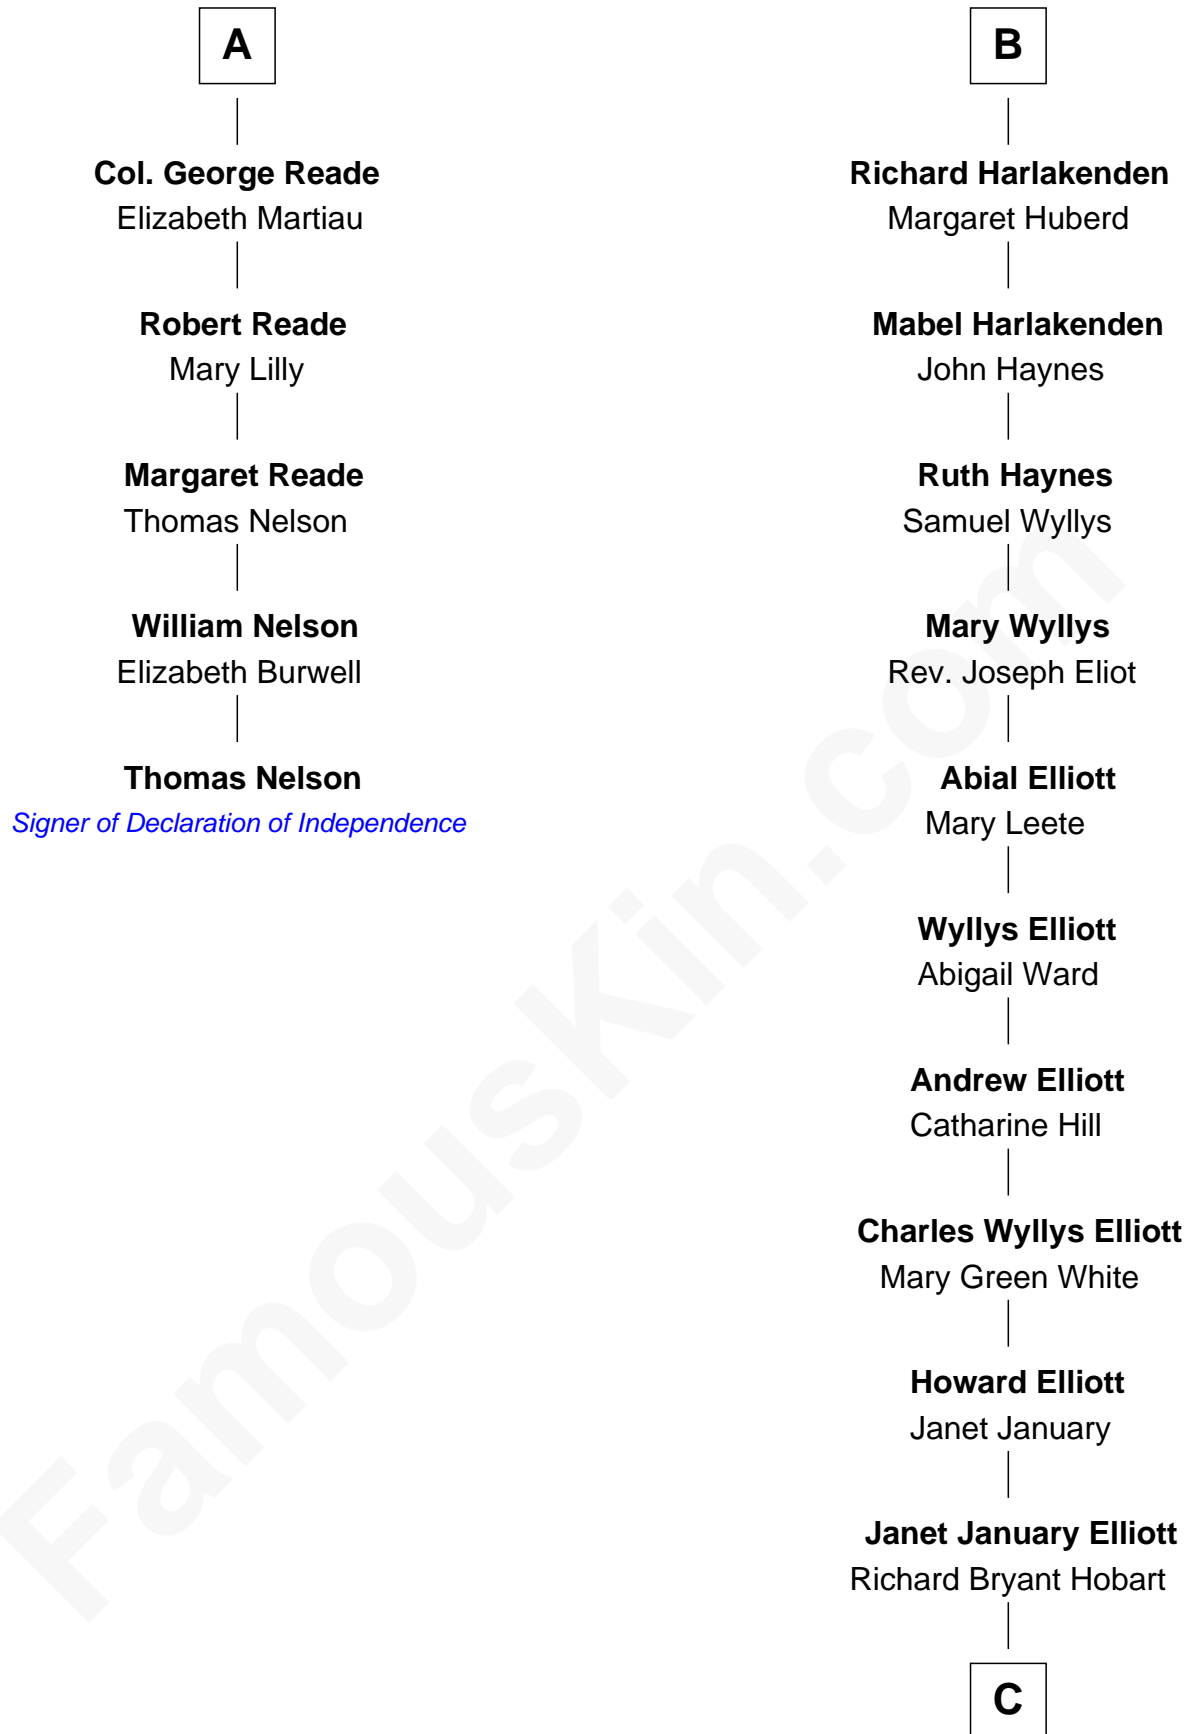 A
Col. George Reade
Elizabeth Martiau
Robert Reade
Mary Lilly
Margaret Reade
Thomas Nelson
William Nelson
Elizabeth Burwell
Thomas Nelson
Signer of Declaration of Independence
B
Richard Harlakenden
Margaret Huberd
Mabel Harlakenden
John Haynes
Ruth Haynes
Samuel Wyllys
Mary Wyllys
Rev. Joseph Eliot
Abial Elliott
Mary Leete
Wyllys Elliott
Abigail Ward
Andrew Elliott
Catharine Hill
Charles Wyllys Elliott
Mary Green White
Howard Elliott
Janet January
Janet January Elliott
Richard Bryant Hobart
C
FamousKin.com